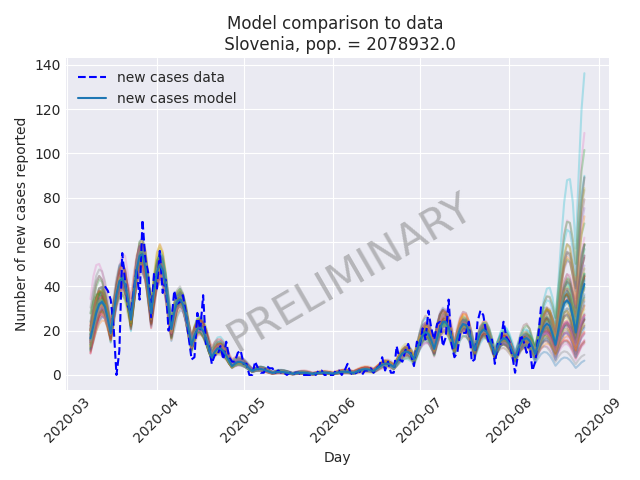 Model comparison to data
Slovenia, pop. = 2078932.0
new cases data
new cases model
PRELIMINARY
Number of new cases reported
140
120
100
80
60
40
20
0
2020-03
2020-04
2020-05
2020-06
2020-07
2020-08
2020-09
Day